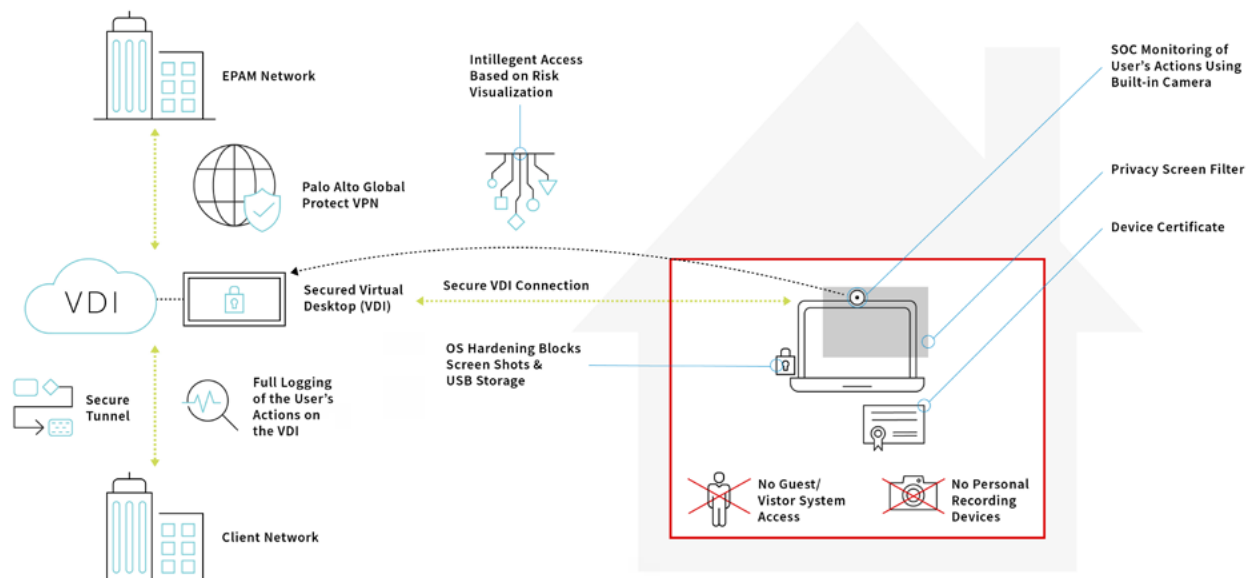 EPAM Network
Intillegent Access
Based on Risk
Visualization
SOC Monitoring of
User's Actions Using
Built-in Camera
Palo Alto Global
Protect VPN
Privacy Screen Filter
Device Certificate
VDI
Secured Virtual
Desktop (VDI)
Secure VDI Connection
OS Hardening Blocks
Screen Shots &
USB Storage
Secure
Tunnel
Full Logging
of the User's
Actions on
the VDI
No Guest/
Vistor System
Access
No Personal
Recording
Devices
Client Network